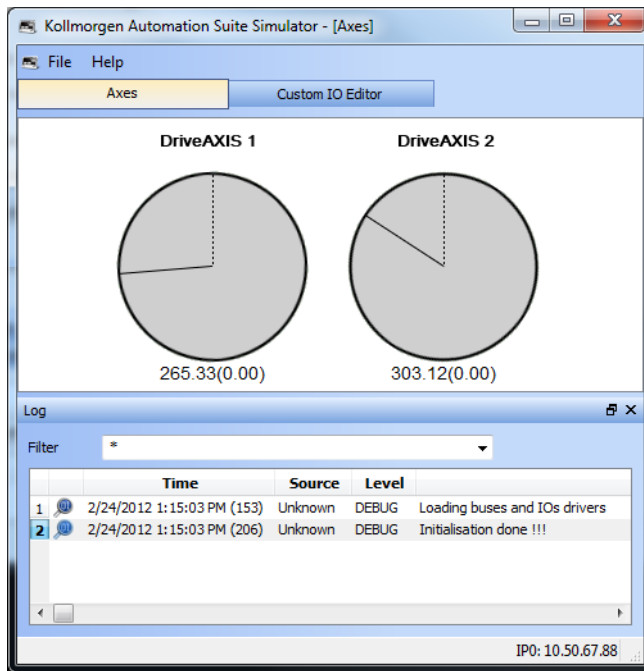 Kollmorgen Automation Suite Simulator - [Axes]
File Help
Axes Custom IO Editor
DriveAXIS 1 DriveAXIS 2
265.33(0.00) 303.12(0.00)
Log
Filter *
Time Source Level
1 2/24/2012 1:15:03 PM (153) Unknown DEBUG Loading buses and IOs drivers
2 2/24/2012 1:15:03 PM (206) Unknown DEBUG Initialisation done !!!
IP0: 10.50.67.88